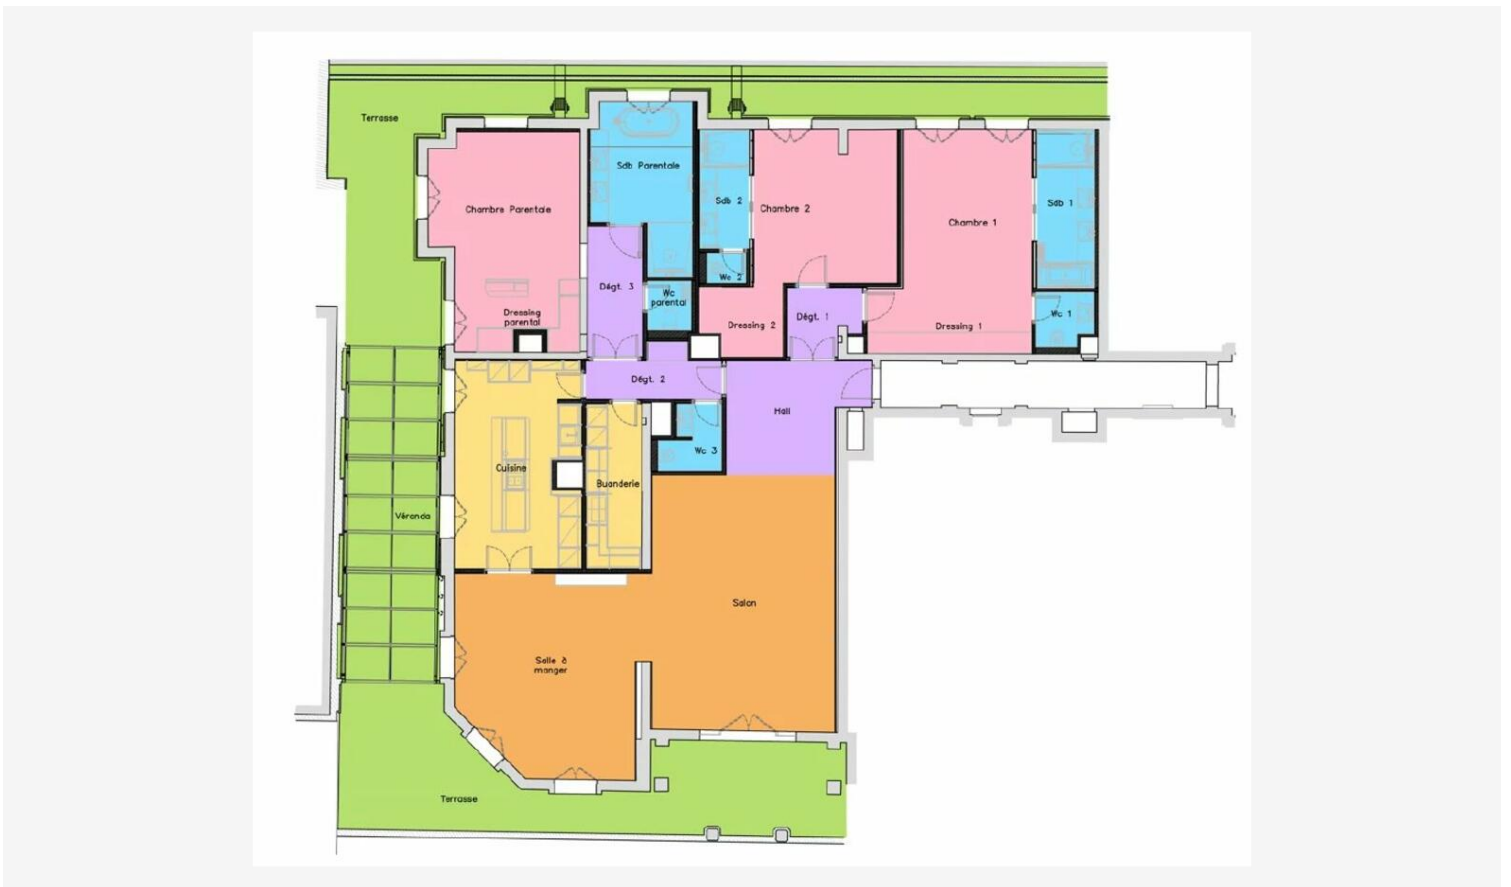 Terrasse
Sdb Parentale
Chambre Parentale
Sdb 2
Chambre 2
Chambre 1
Sdb 1
Wc 2
Dégt. 3
Wc
parental
Dressing
parental
Dressing 2
Dégt. 1
Dressing 1
Wc 1
Dégt. 2
Hall
Wc 3
Cuisine
Buanderie
Véranda
Salon
Salle à
manger
Terrasse